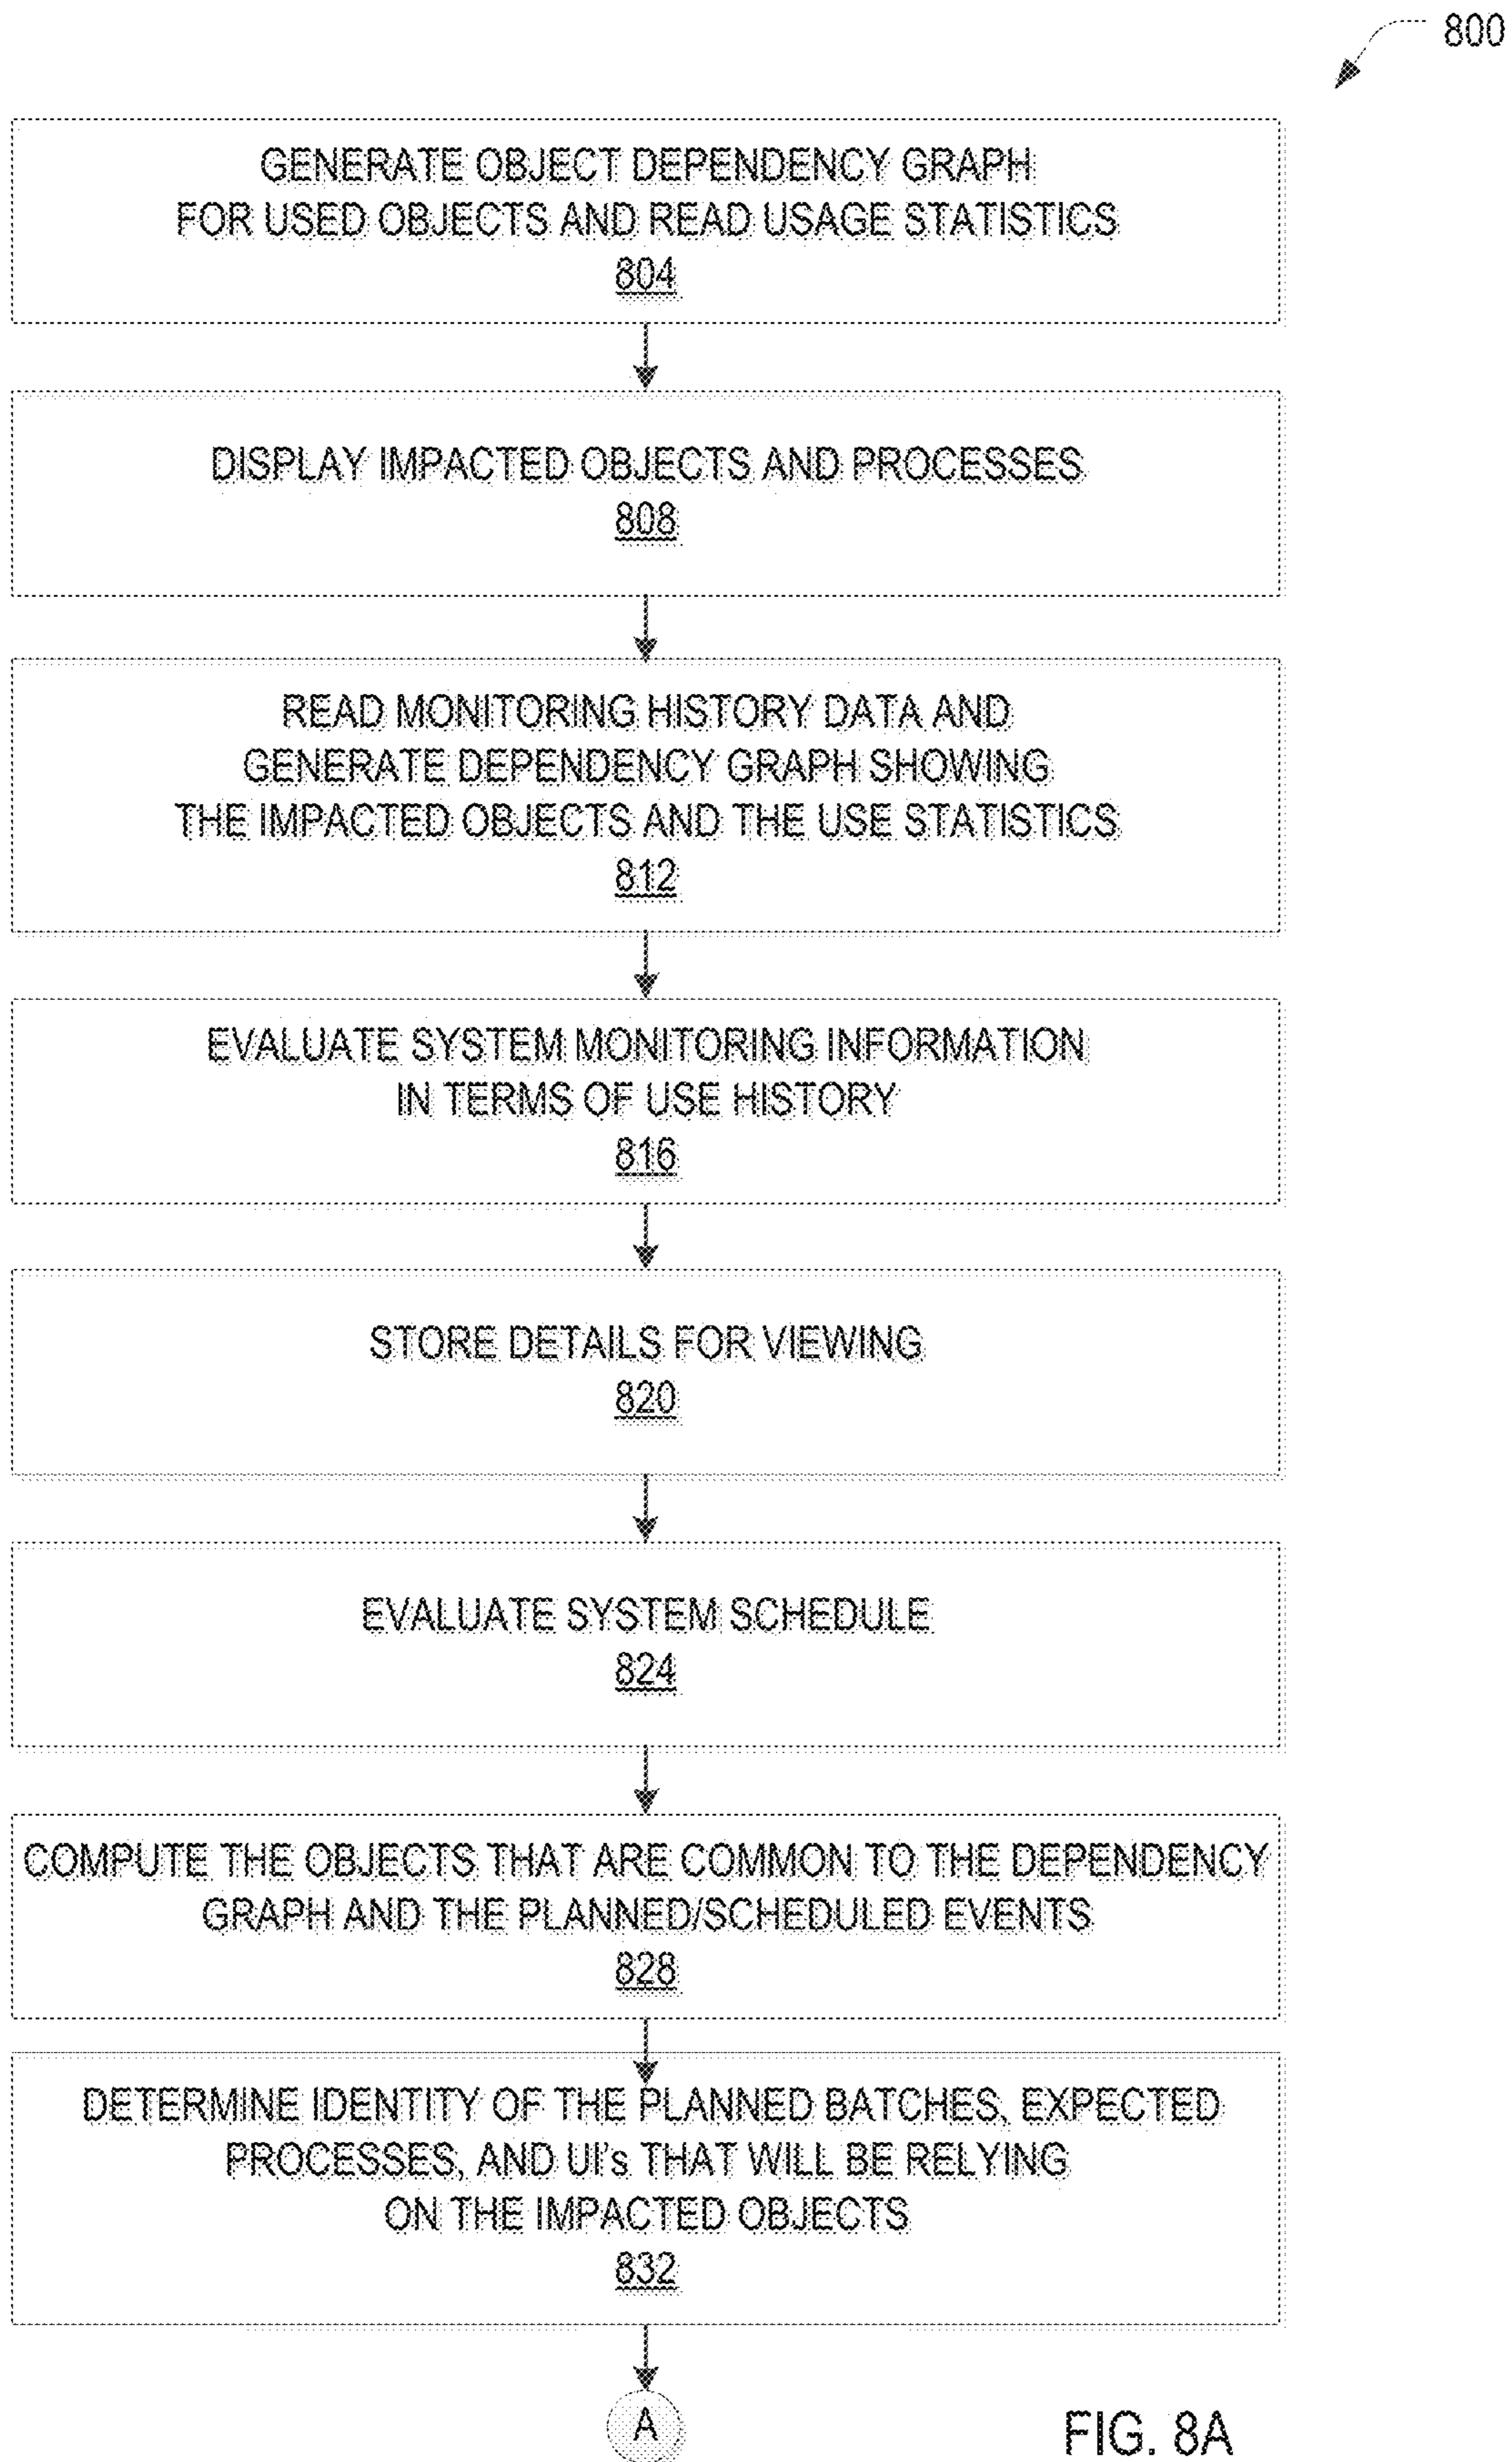 800
GENERATE OBJECT DEPENDENCY GRAPH
FOR USED OBJECTS AND READ USAGE STATISTICS
804
DISPLAY IMPACTED OBJECTS AND PROCESSES
808
READ MONITORING HISTORY DATA AND
GENERATE DEPENDENCY GRAPH SHOWING
THE IMPACTED OBJECTS AND THE USE STATISTICS
812
EVALUATE SYSTEM MONITORING INFORMATION
IN TERMS OF USE HISTORY
816
STORE DETAILS FOR VIEWING
820
EVALUATE SYSTEM SCHEDULE
824
COMPUTE THE OBJECTS THAT ARE COMMON TO THE DEPENDENCY
GRAPH AND THE PLANNED/SCHEDULED EVENTS
828
DETERMINE IDENTITY OF THE PLANNED BATCHES, EXPECTED
PROCESSES, AND UI's THAT WILL BE RELYING
ON THE IMPACTED OBJECTS
832
A
FIG. 8A